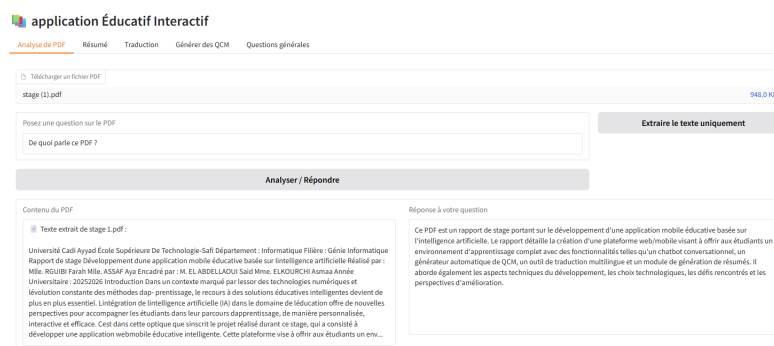 application Éducatif Interactif
Analyse de PDF Résumé Traduction Générer des QCM Questions générales
Télécharger un fichier PDF
stage (1).pdf 948.0 KB
Posez une question sur le PDF
Extraire le texte uniquement
De quoi parle ce PDF ?
Analyser / Répondre
Contenu du PDF
Texte extrait de stage 1.pdf :
Université Cadi Ayyad École Supérieure De Technologie-Safi Département : Informatique Filière : Génie Informatique
Rapport de stage Développement dune application mobile éducative basée sur lintelligence artificielle Réalisé par :
Mlle. RGUIBI Farah Mlle. ASSAF Aya Encadré par : M. EL ABDELLAOUI Said Mme. ELKOURCHI Asmaa Année
Universitaire : 20252026 Introduction Dans un contexte marqué par lessor des technologies numériques et
lévolution constante des méthodes dap- prentissage, le recours à des solutions éducatives intelligentes devient de
plus en plus essentiel. Lintégration de lintelligence artificielle (IA) dans le domaine de léducation offre de nouvelles
perspectives pour accompagner les étudiants dans leur parcours dapprentissage, de manière personnalisée,
interactive et efficace. Cest dans cette optique que sinscrit le projet réalisé durant ce stage, qui a consisté à
développer une application webmobile éducative intelligente. Cette plateforme vise à offrir aux étudiants un env...
Réponse à votre question
Ce PDF est un rapport de stage portant sur le développement d'une application mobile éducative basée sur
l'intelligence artificielle. Le rapport détaille la création d'une plateforme web/mobile visant à offrir aux étudiants un
environnement d'apprentissage complet avec des fonctionnalités telles qu'un chatbot conversationnel, un
générateur automatique de QCM, un outil de traduction multilingue et un module de génération de résumés. Il
aborde également les aspects techniques du développement, les choix technologiques, les défis rencontrés et les
perspectives d'amélioration.